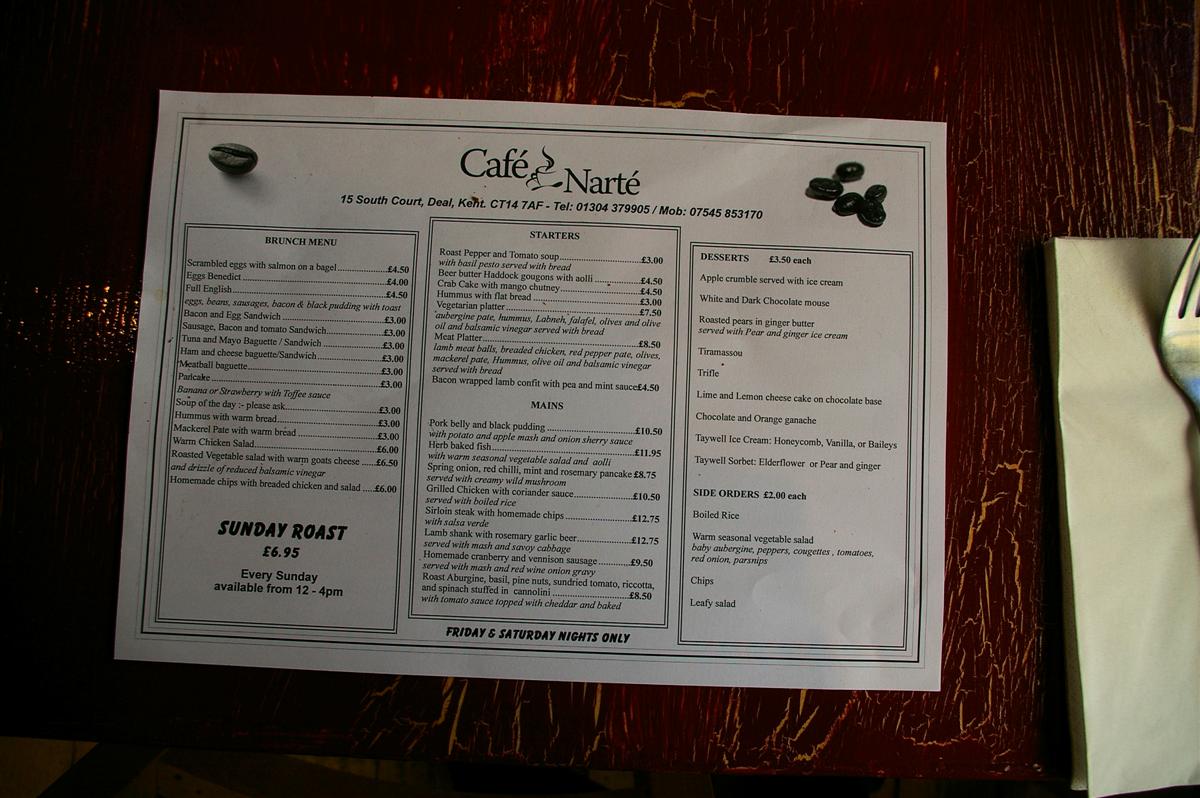 Café Narté
15 South Court, Deal, Kent. CT14 7AF - Tel: 01304 379905 / Mob: 07545 853170
BRUNCH MENU
Scrambled eggs with salmon on a bagel....................£4.50
Eggs Benedict............................................£4.00
Full English.............................................£4.50
eggs, beans, sausages, bacon & black pudding with toast
Bacon and Egg Sandwich...................................£3.00
Sausage, Bacon and tomato Sandwich.......................£3.00
Tuna and Mayo Baguette / Sandwich........................£3.00
Ham and cheese baguette/Sandwich.........................£3.00
Meatball baguette........................................£3.00
Pancake..................................................£3.00
Banana or Strawberry with Toffee sauce
Soup of the day :- please ask............................£3.00
Hummus with warm bread...................................£3.00
Mackerel Pate with warm bread............................£3.00
Warm Chicken Salad.......................................£6.00
Roasted Vegetable salad with warm goats cheese.....£6.50
and drizzle of reduced balsamic vinegar
Homemade chips with breaded chicken and salad....£6.00
SUNDAY ROAST
£6.95
Every Sunday
available from 12 - 4pm
STARTERS
Roast Pepper and Tomato soup.............................£3.00
with basil pesto served with bread
Beer butter Haddock gougons with aolli...................£4.50
Crab Cake with mango chutney.............................£4.50
Hummus with flat bread...................................£3.00
Vegetarian platter.......................................£7.50
aubergine pate, hummus, Labneh, falafel, olives and olive
oil and balsamic vinegar served with bread
Meat Platter.............................................£8.50
lamb meat balls, breaded chicken, red pepper pate, olives,
mackerel pate, Hummus, olive oil and balsamic vinegar
served with bread
Bacon wrapped lamb confit with pea and mint sauce£4.50
MAINS
Pork belly and black pudding.............................£10.50
with potato and apple mash and onion sherry sauce
Herb baked fish..........................................£11.95
with warm seasonal vegetable salad and aolli
Spring onion, red chilli, mint and rosemary pancake £8.75
served with creamy wild mushroom
Grilled Chicken with coriander sauce.....................£10.50
served with boiled rice
Sirloin steak with homemade chips........................£12.75
with salsa verde
Lamb shank with rosemary garlic beer.....................£12.75
served with mash and savoy cabbage
Homemade cranberry and vennison sausage..................£9.50
served with mash and red wine onion gravy
Roast Aburgine, basil, pine nuts, sundried tomato, riccotta,
and spinach stuffed in cannolini.........................£8.50
with tomato sauce topped with cheddar and baked
FRIDAY & SATURDAY NIGHTS ONLY
DESSERTS £3.50 each
Apple crumble served with ice cream
White and Dark Chocolate mouse
Roasted pears in ginger butter
served with Pear and ginger ice cream
Tiramassou
Trifle
Lime and Lemon cheese cake on chocolate base
Chocolate and Orange ganache
Taywell Ice Cream: Honeycomb, Vanilla, or Baileys
Taywell Sorbet: Elderflower or Pear and ginger
SIDE ORDERS £2.00 each
Boiled Rice
Warm seasonal vegetable salad
baby aubergine, peppers, cougettes , tomatoes,
red onion, parsnips
Chips
Leafy salad